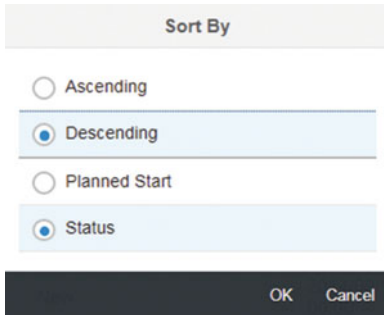 Sort By
Ascending
Descending
Planned Start
Status
OK Cancel